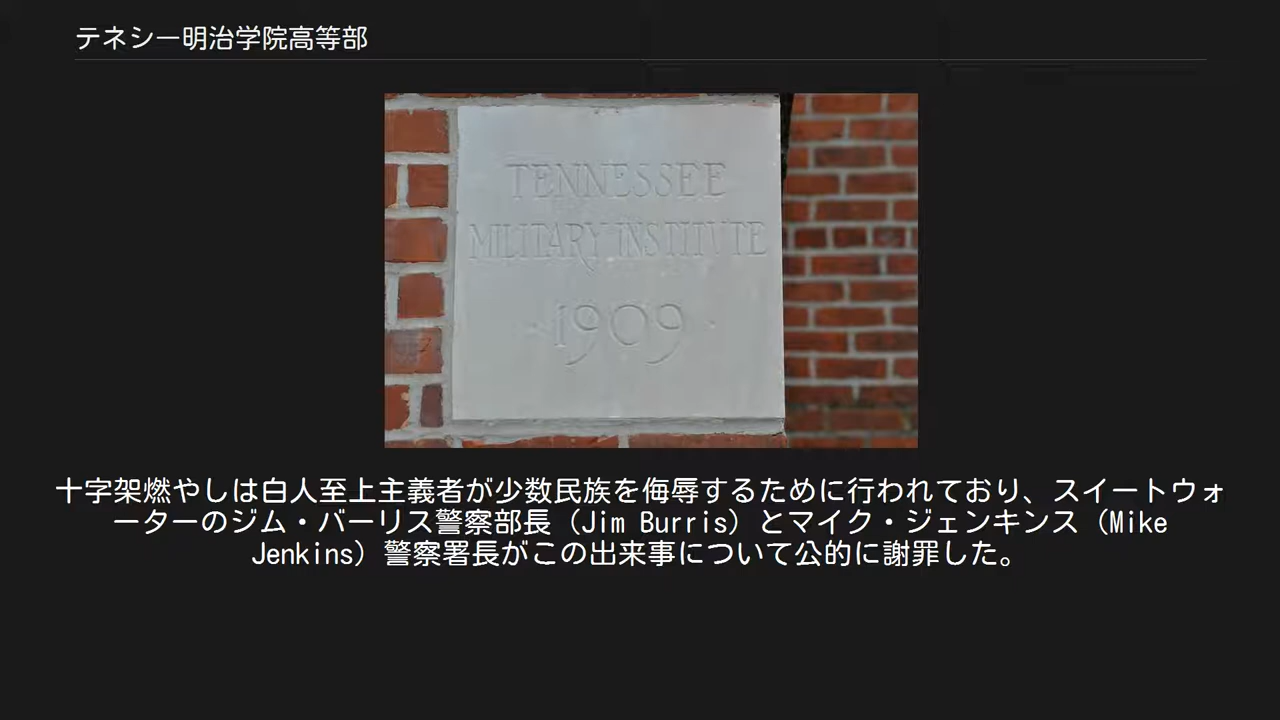 テネシー明治学院高等部
TENNESSEE
MILITARY INSTITVTE
1909
十字架燃やしは白人至上主義者が少数民族を侮辱するために行われており、スイートウォ
ーターのジム・バーリス警察部長（Jim Burris）とマイク・ジェンキンス（Mike
Jenkins）警察署長がこの出来事について公的に謝罪した。